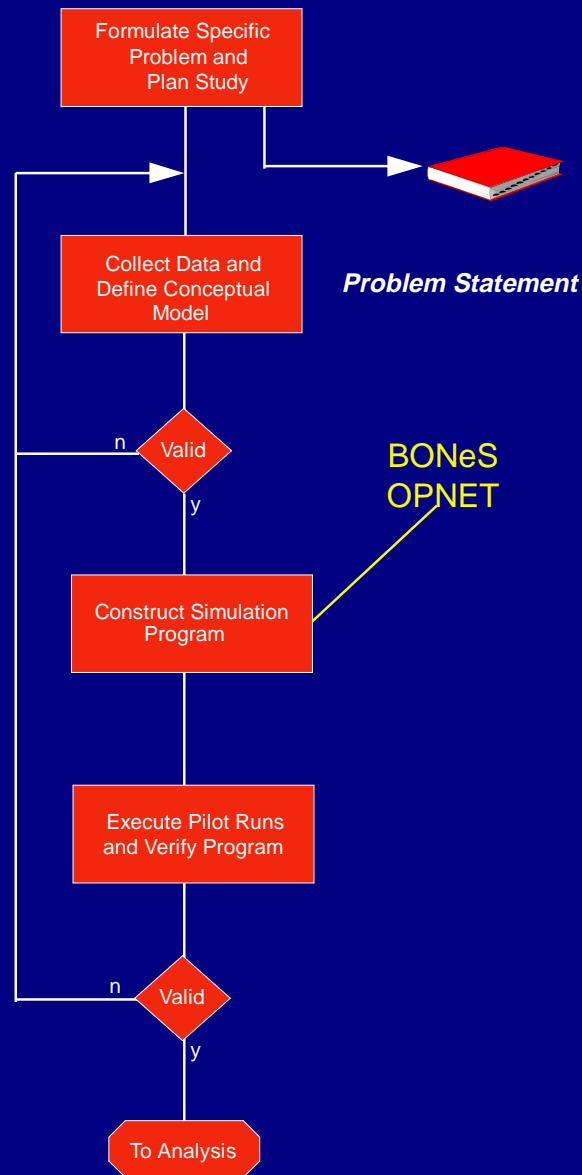 Formulate Specific
Problem and
Plan Study
Collect Data and
Define Conceptual
Model
Problem Statement
n
Valid
y
BONeS
OPNET
Construct Simulation
Program
Execute Pilot Runs
and Verify Program
n
Valid
y
To Analysis